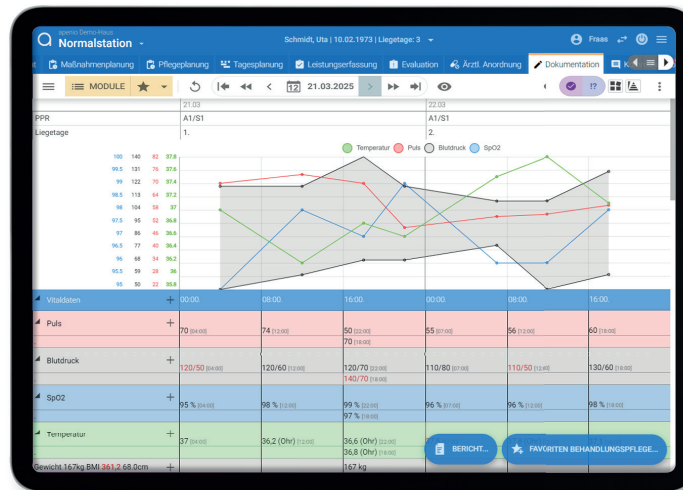 apenio Demo-Haus
Normalstation
Schmidt, Uta | 10.02.1973 | Liegetage: 3
Fraas
Maßnahmenplanung
Pflegeplanung
Tagesplanung
Leistungserfassung
Evaluation
Ärztl. Anordnung
Dokumentation
MODULE
12
21.03.2025
!?
21.03 22.03
PPR A1/S1 A1/S1
Liegetage 1. 2.
Temperatur Puls Blutdruck SpO2
100 140 82 37.8
99.5 131 76 37.6
99 122 70 37.4
98.5 113 64 37.2
98 104 58 37
97.5 95 52 36.8
97 86 46 36.6
96.5 77 40 36.4
96 68 34 36.2
95.5 59 28 36
95 50 22 35.8
Vitaldaten + 00:00. 08:00. 16:00. 00:00. 08:00. 16:00.
Puls +
70 [04:00] 74 [12:00] 50 [22:00] 55 [07:00] 56 [12:00] 60 [18:00]
70 [18:00]
Blutdruck +
120/50 [04:00] 120/60 [12:00] 120/70 [22:00] 110/80 [07:00] 110/50 [12:00] 130/60 [18:00]
140/70 [18:00]
SpO2 +
95 % [04:00] 98 % [12:00] 99 % [22:00] 96 % [07:00] 96 % [12:00] 98 % [18:00]
97 % [18:00]
Temperatur +
37 [04:00] 36,2 (Ohr) [12:00] 36,6 (Ohr) [22:00]
36,8 (Ohr) [18:00]
BERICHT...
FAVORITEN BEHANDLUNGSPFLEGE...
Gewicht 167kg BMI 361,2 68.0cm + 167 kg